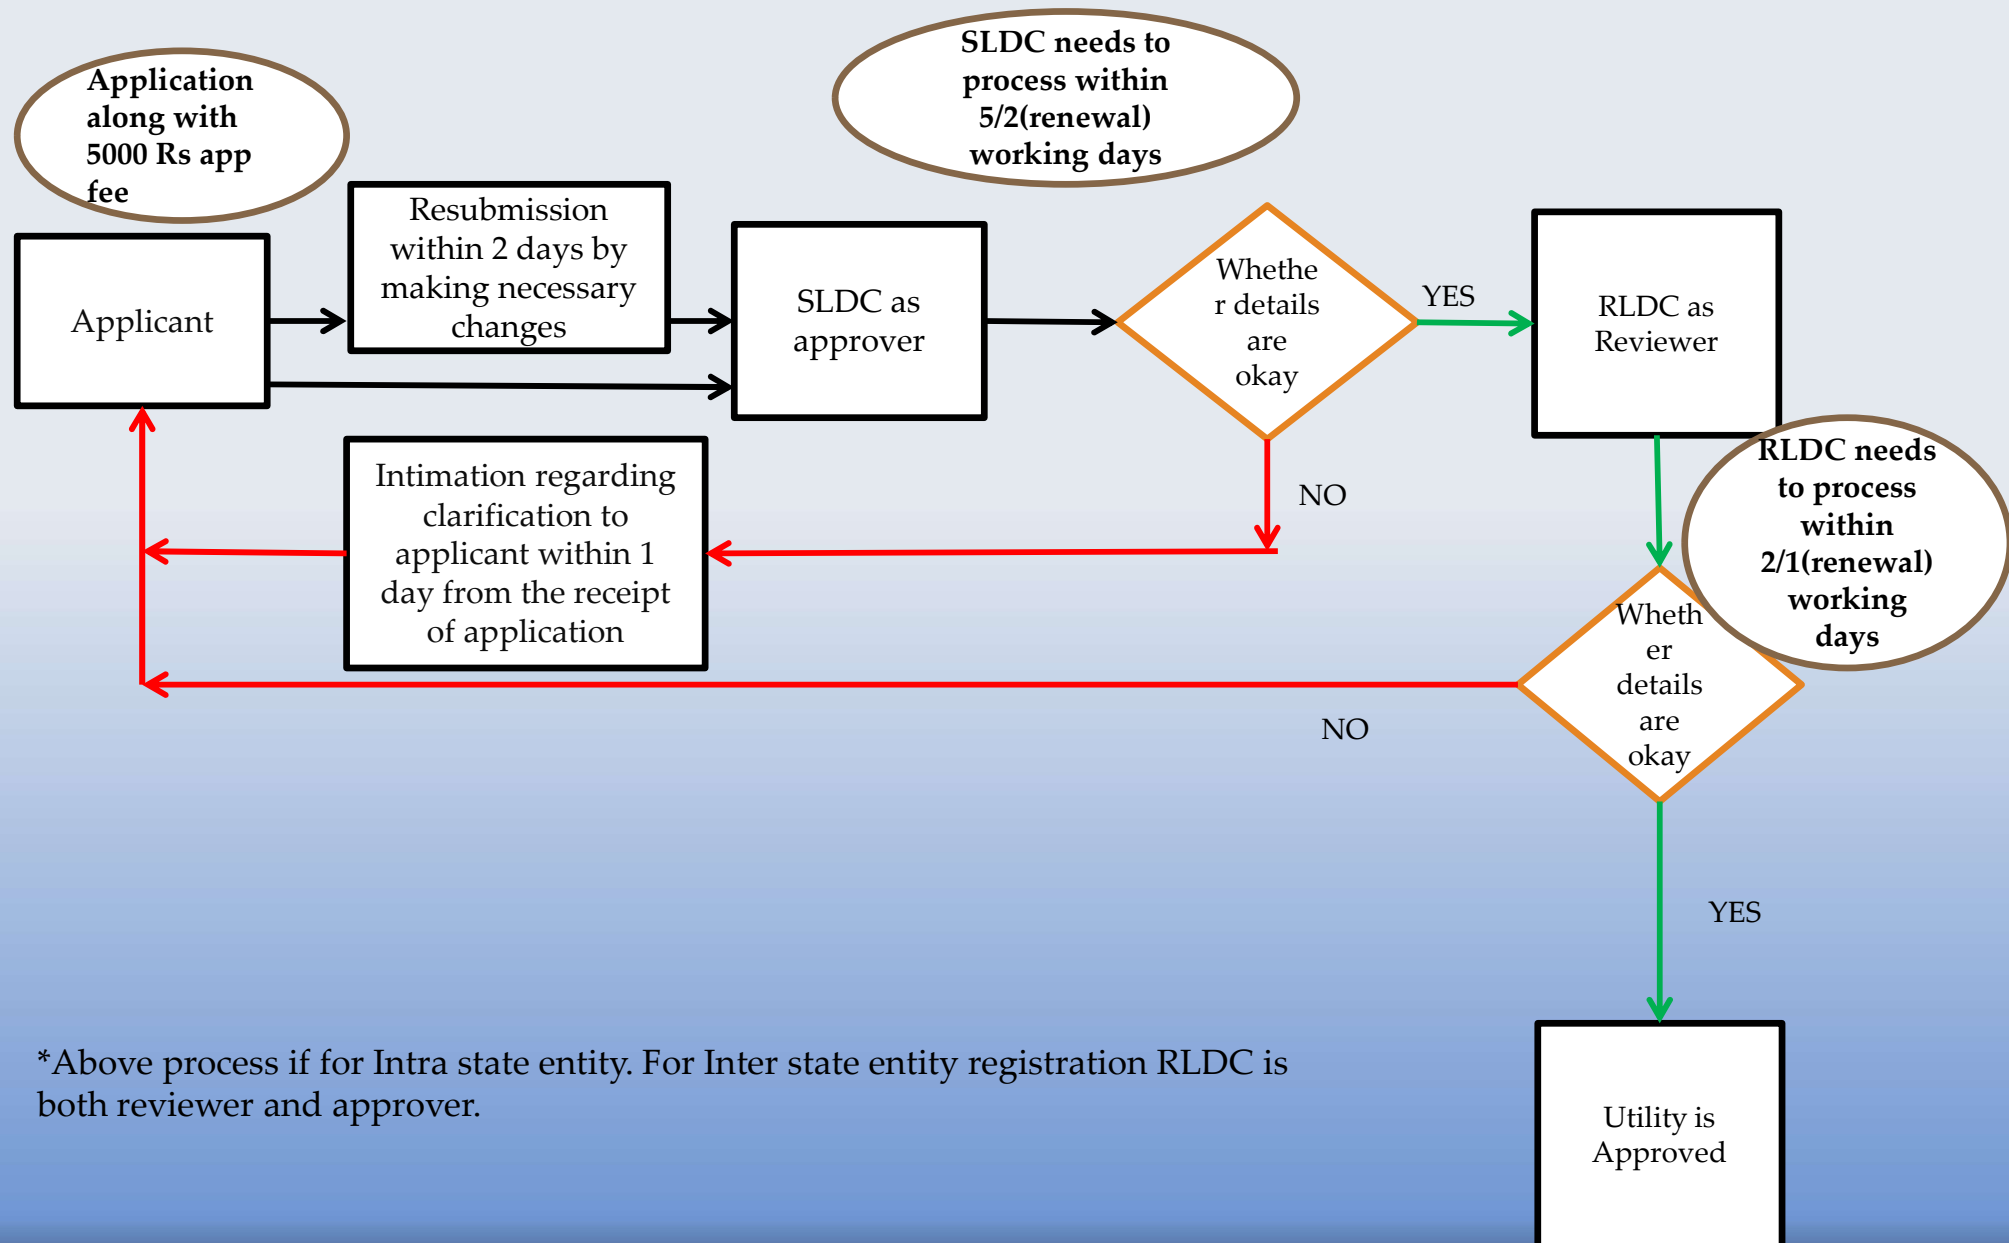 Application
along with
5000 Rs app
fee
SLDC needs to
process within
5/2(renewal)
working days
Applicant
Resubmission
within 2 days by
making necessary
changes
SLDC as
approver
Whethe
r details
are
okay
YES
RLDC as
Reviewer
NO
Intimation regarding
clarification to
applicant within 1
day from the receipt
of application
RLDC needs
to process
within
2/1(renewal)
working
days
Wheth
er
details
are
okay
NO
YES
*Above process if for Intra state entity. For Inter state entity registration RLDC is
both reviewer and approver.
Utility is
Approved